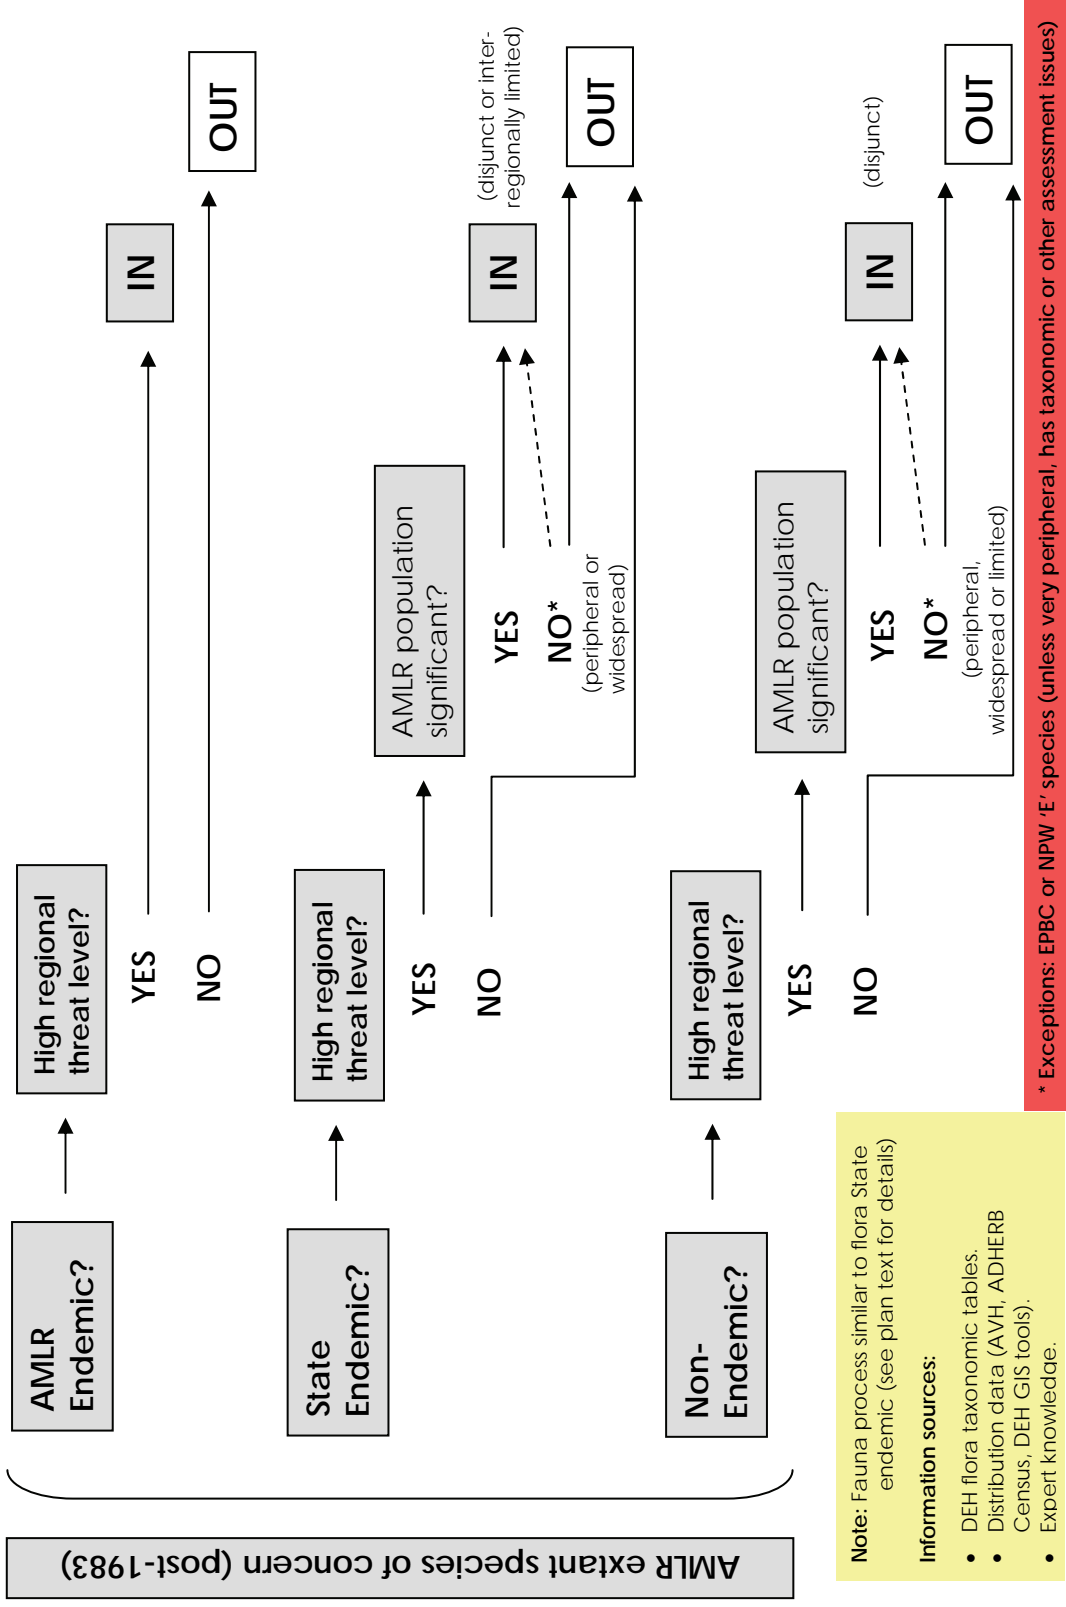 AMLR extant species of concern (post-1983)
AMLR
Endemic?
High regional
threat level?
YES
IN
NO
OUT
State
Endemic?
High regional
threat level?
YES
NO
AMLR population
significant?
YES
NO*
(peripheral or
widespread)
IN
(disjunct or inter-
regionally limited)
OUT
Non-
Endemic?
High regional
threat level?
YES
NO
AMLR population
significant?
YES
NO*
(peripheral,
widespread or limited)
IN
(disjunct)
OUT
Note: Fauna process similar to flora State
endemic (see plan text for details)
Information sources:
• DEH flora taxonomic tables.
• Distribution data (AVH, ADHERB
Census, DEH GIS tools).
• Expert knowledge.
* Exceptions: EPBC or NPW 'E' species (unless very peripheral, has taxonomic or other assessment issues)